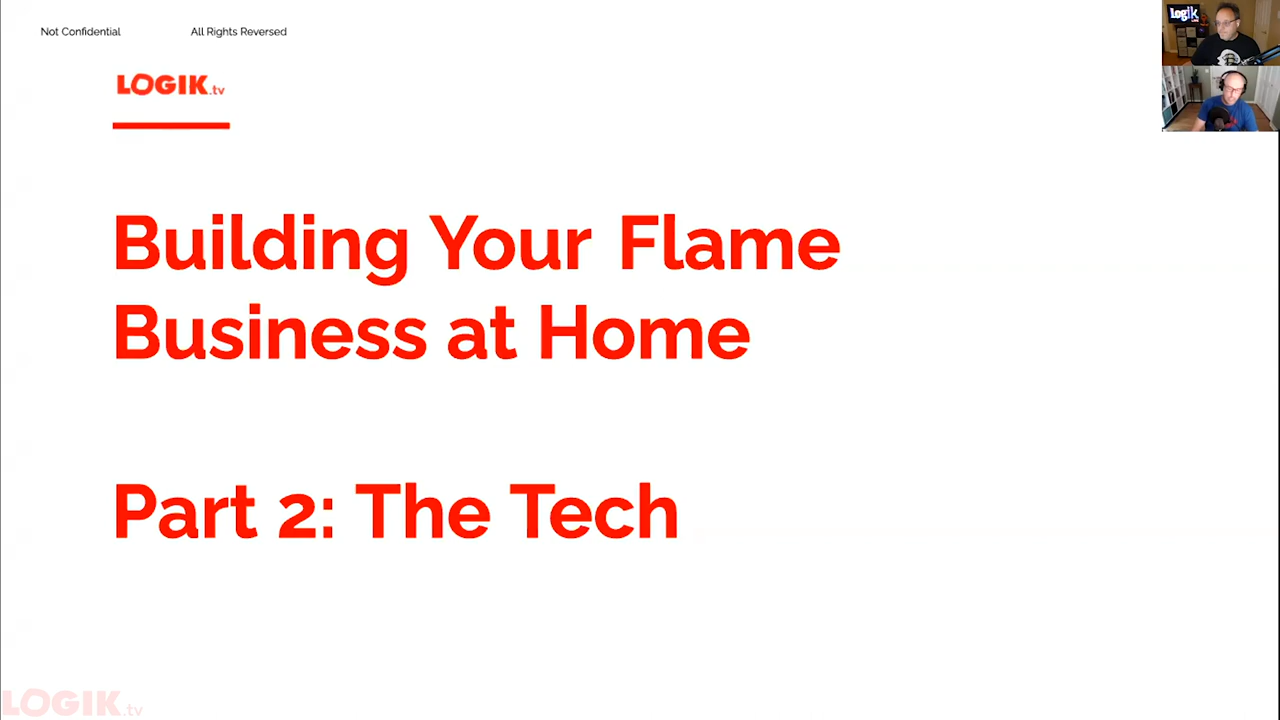 Not Confidential
All Rights Reversed
LOGIK.tv
Logik
Building Your Flame
Business at Home
Part 2: The Tech
LOGIK.tv